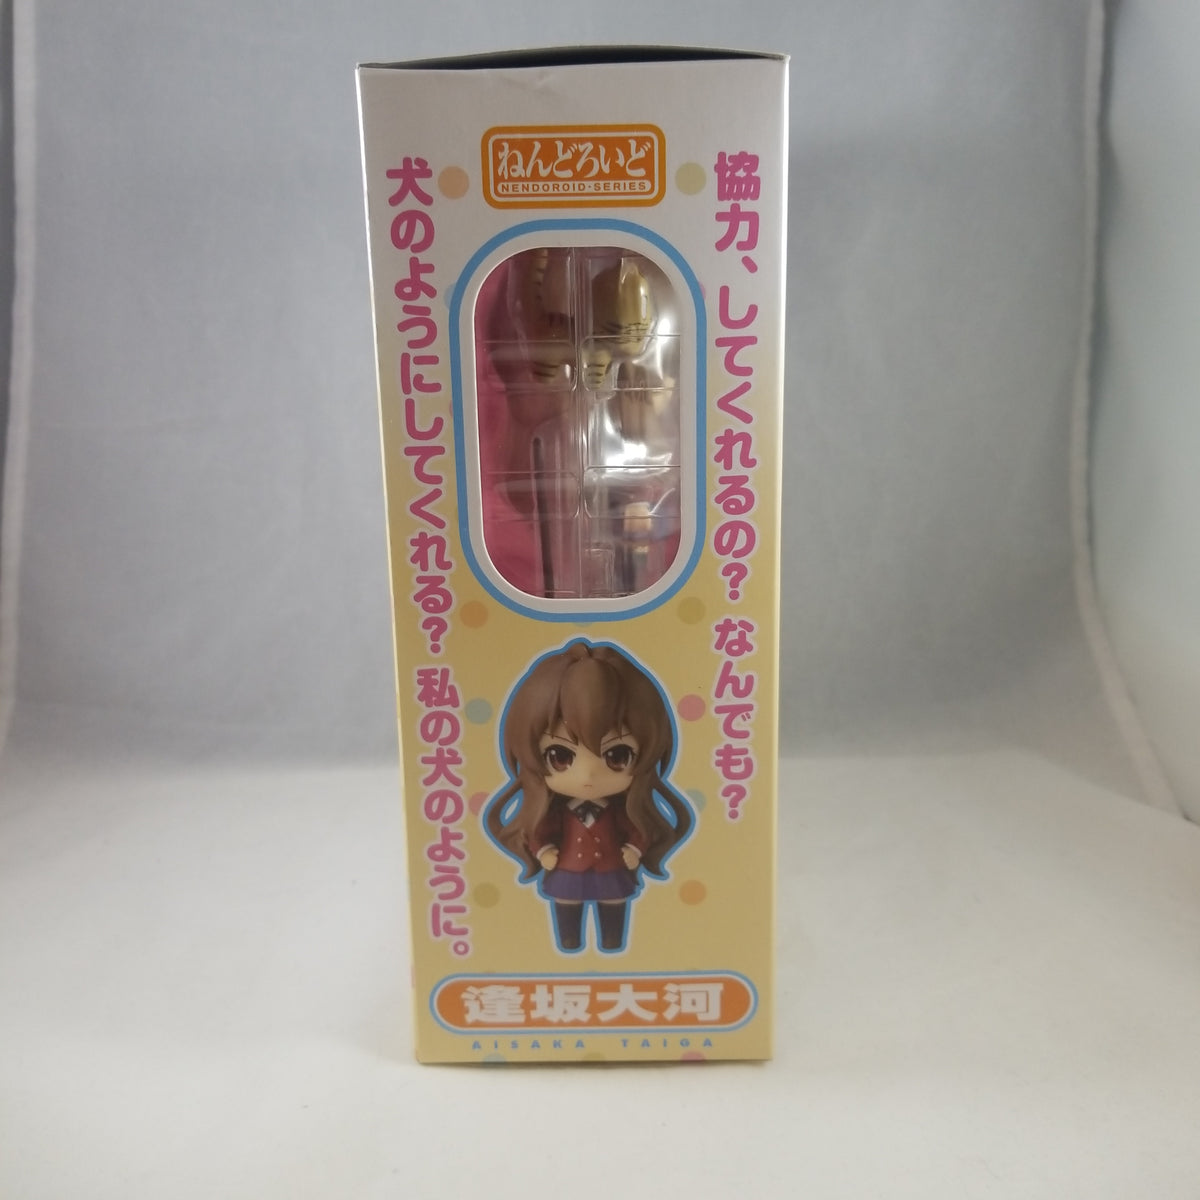 ねんどろいど
NENDOROID・SERIES
協力、してくれるの？ なんでも？
犬のようにしてくれる？ 私の犬のように。
逢坂大河
AISAKA TAIGA